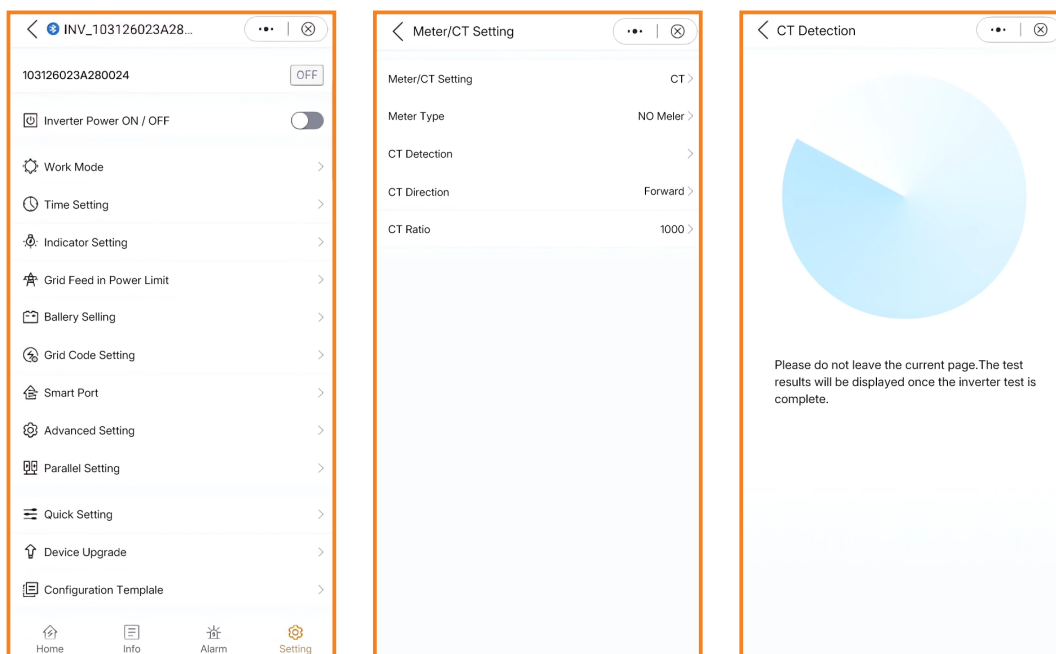 INV_103126023A28...
103126023A280024 OFF
Inverter Power ON / OFF
Work Mode
Time Setting
Indicator Setting
Grid Feed in Power Limit
Ballery Selling
Grid Code Setting
Smart Port
Advanced Setting
Parallel Setting
Quick Setting
Device Upgrade
Configuration Templale
Home Info Alarm Setting
Meter/CT Setting
Meter/CT Setting CT
Meter Type NO Meler
CT Detection
CT Direction Forward
CT Ratio 1000
CT Detection
Please do not leave the current page.The test
results will be displayed once the inverter test is
complete.